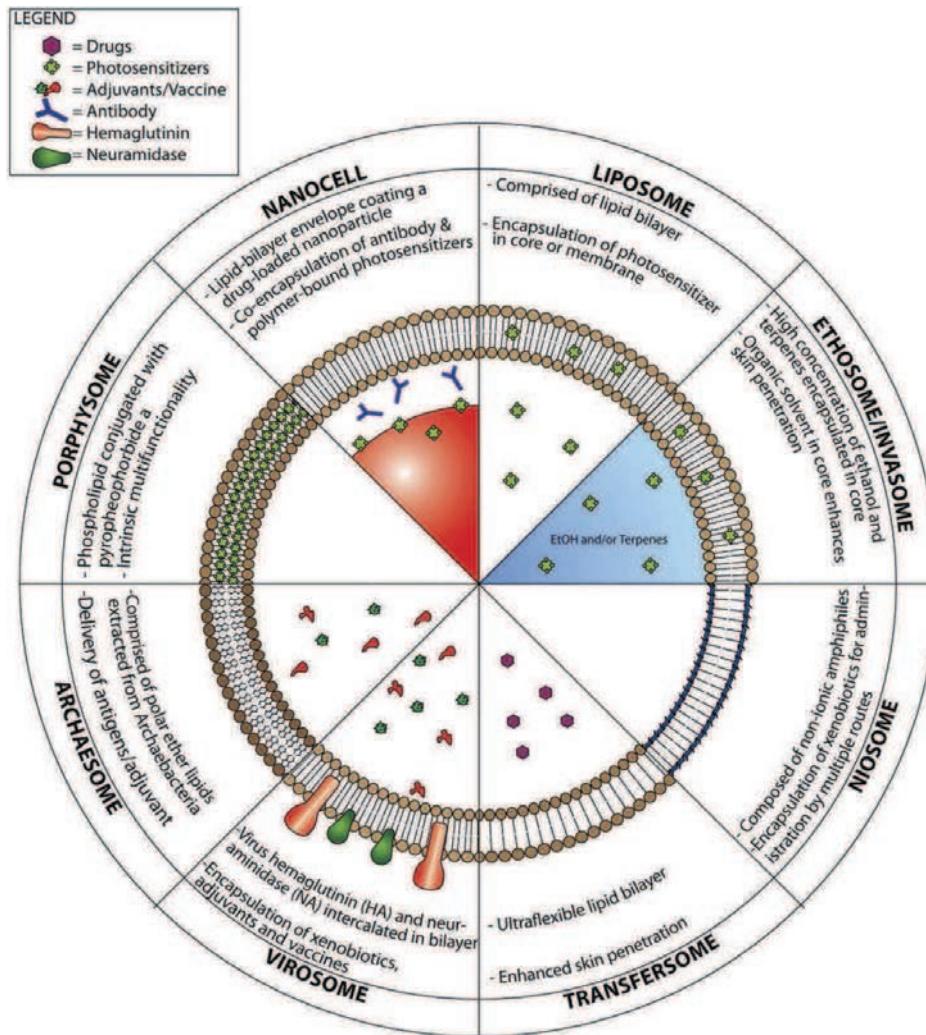 LEGEND
= Drugs
= Photosensitizers
= Adjuvants/Vaccine
= Antibody
= Hemaglutinin
= Neuramidase
NANOCELL
- Lipid-bilayer envelope coating a
drug-loaded nanoparticle
- Co-encapsulation of antibody &
polymer-bound photosensitizers
LIPOSOME
- Comprised of lipid bilayer
- Encapsulation of photosensitizer
in core or membrane
ETHOSOME/INVASOME
- High concentration of ethanol and
terpenes encapsulated in core
- Organic solvent in core enhances
skin penetration
EtOH and/or Terpenes
NIOSOME
- Composed of non-ionic amphiphiles
-Encapsulation of xenobiotics for admin-
istration by multiple routes
TRANSFERSOME
- Ultraflexible lipid bilayer
- Enhanced skin penetration
VIROSOME
-Virus hemaglutinin (HA) and neur-
aminidase (NA) intercalated in bilayer
-Encapsulation of xenobiotics,
adjuvants and vaccines
ARCHAESOME
-Comprised of polar ether lipids
extracted from Archaebacteria
-Delivery of antigens/adjuvant
PORPHYSOME
- Phospholipid conjugated with
pyropheophorbide a
- Intrinsic multifunctionality